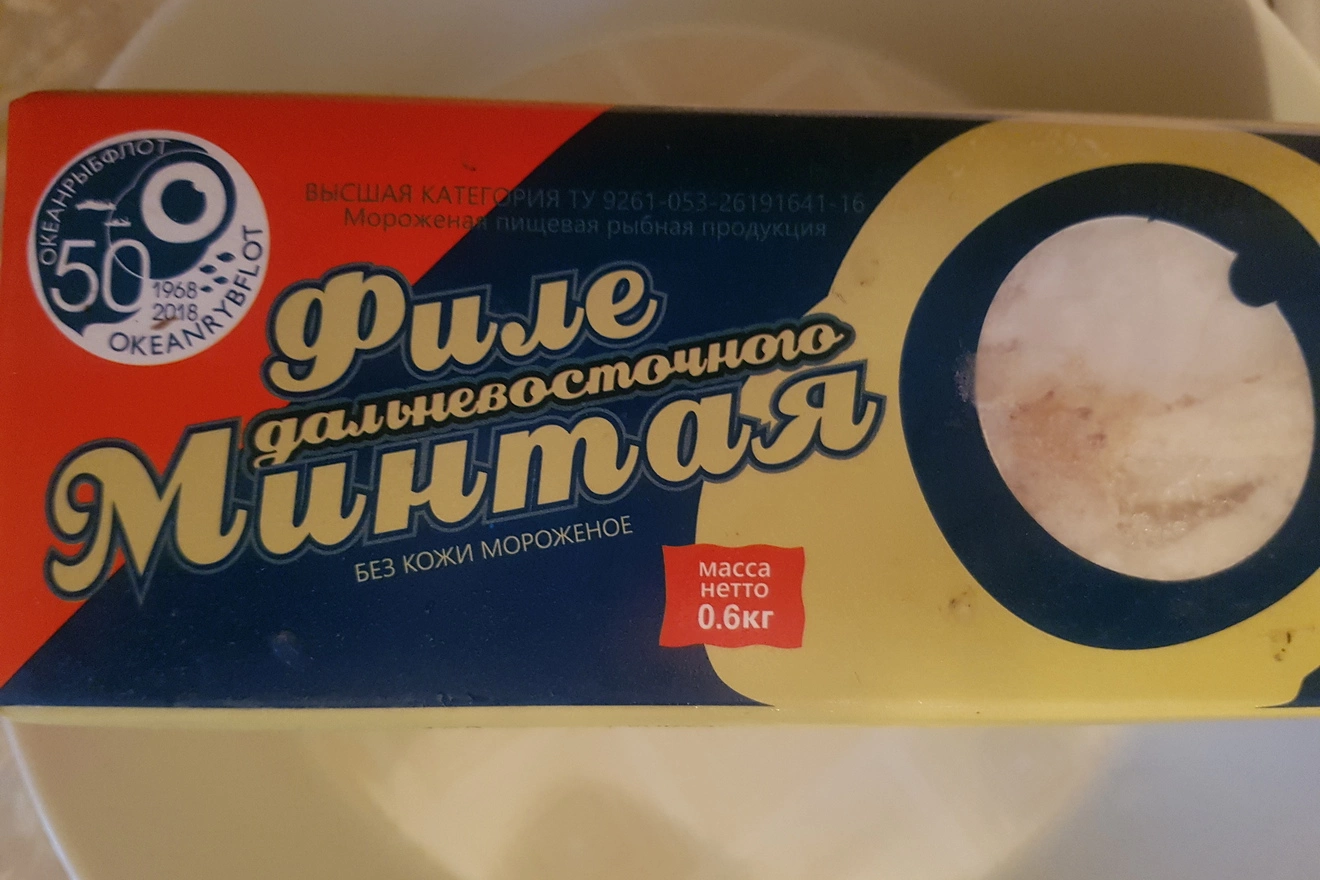 ОКЕАНРЫБФЛОТ
50
1968-
2018
OKEANRYBFLOT
ВЫСШАЯ КАТЕГОРИЯ ТУ 9261-053-26191641-16
Мороженая пищевая рыбная продукция
Филе
дальневосточного
Минтая
БЕЗ КОЖИ МОРОЖЕНОЕ
масса
нетто
0.6кг